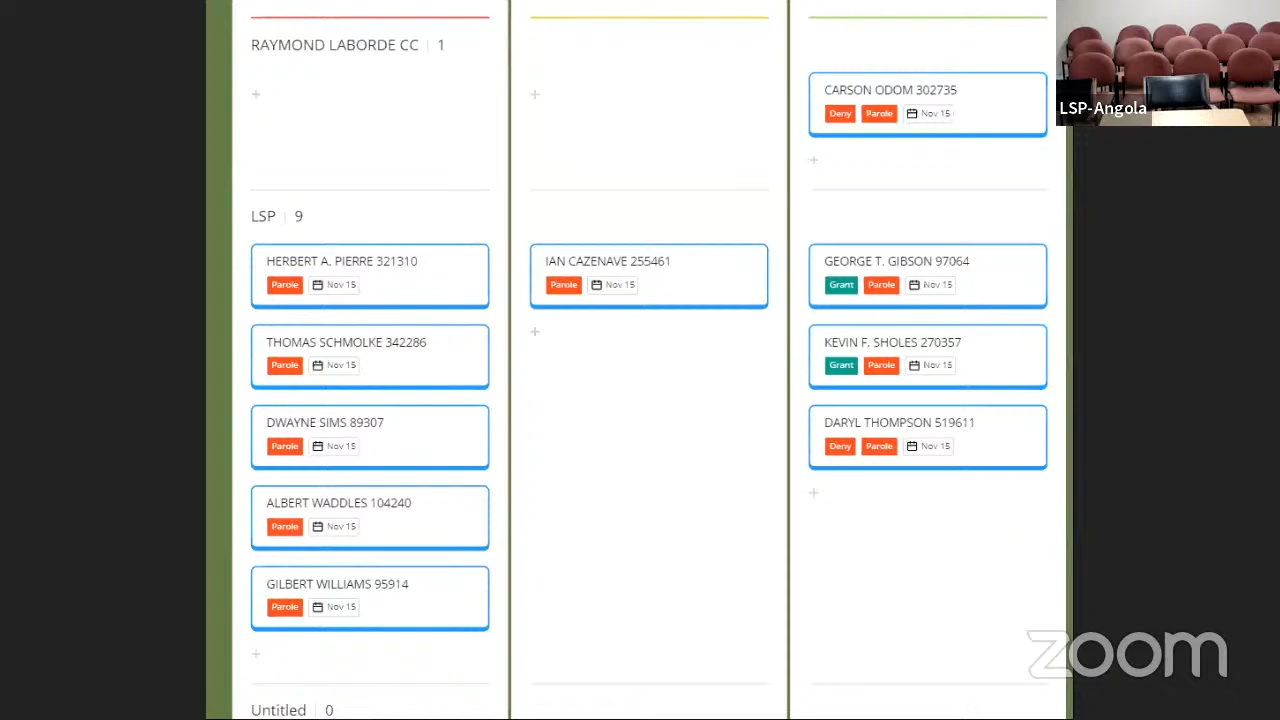 RAYMOND LABORDE CC | 1
+
+
CARSON ODOM 302735
Deny Parole Nov 15
+
LSP-Angola
LSP | 9
HERBERT A. PIERRE 321310
Parole Nov 15
THOMAS SCHMOLKE 342286
Parole Nov 15
DWAYNE SIMS 89307
Parole Nov 15
ALBERT WADDLES 104240
Parole Nov 15
GILBERT WILLIAMS 95914
Parole Nov 15
+
IAN CAZENAVE 255461
Parole Nov 15
+
GEORGE T. GIBSON 97064
Grant Parole Nov 15
KEVIN F. SHOLES 270357
Grant Parole Nov 15
DARYL THOMPSON 519611
Deny Parole Nov 15
+
Untitled | 0
zoom